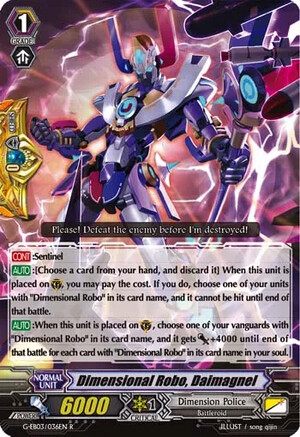 1
GRADE
Please! Defeat the enemy before I'm destroyed!
CONT :Sentinel
AUTO :[Choose a card from your hand, and discard it] When this unit is
placed on GC, you may pay the cost. If you do, choose one of your units
with "Dimensional Robo" in its card name, and it cannot be hit until end of
that battle.
AUTO :When this unit is placed on GC, choose one of your vanguards with
"Dimensional Robo" in its card name, and it gets +4000 until end of
that battle for each card with "Dimensional Robo" in its card name in your soul.
NORMAL
UNIT
Dimensional Robo, Daimagnel
POWER
6000
1
CRITICAL
Dimension Police
Battleroid
G-EB03/036EN R
ILLUST / song qijin